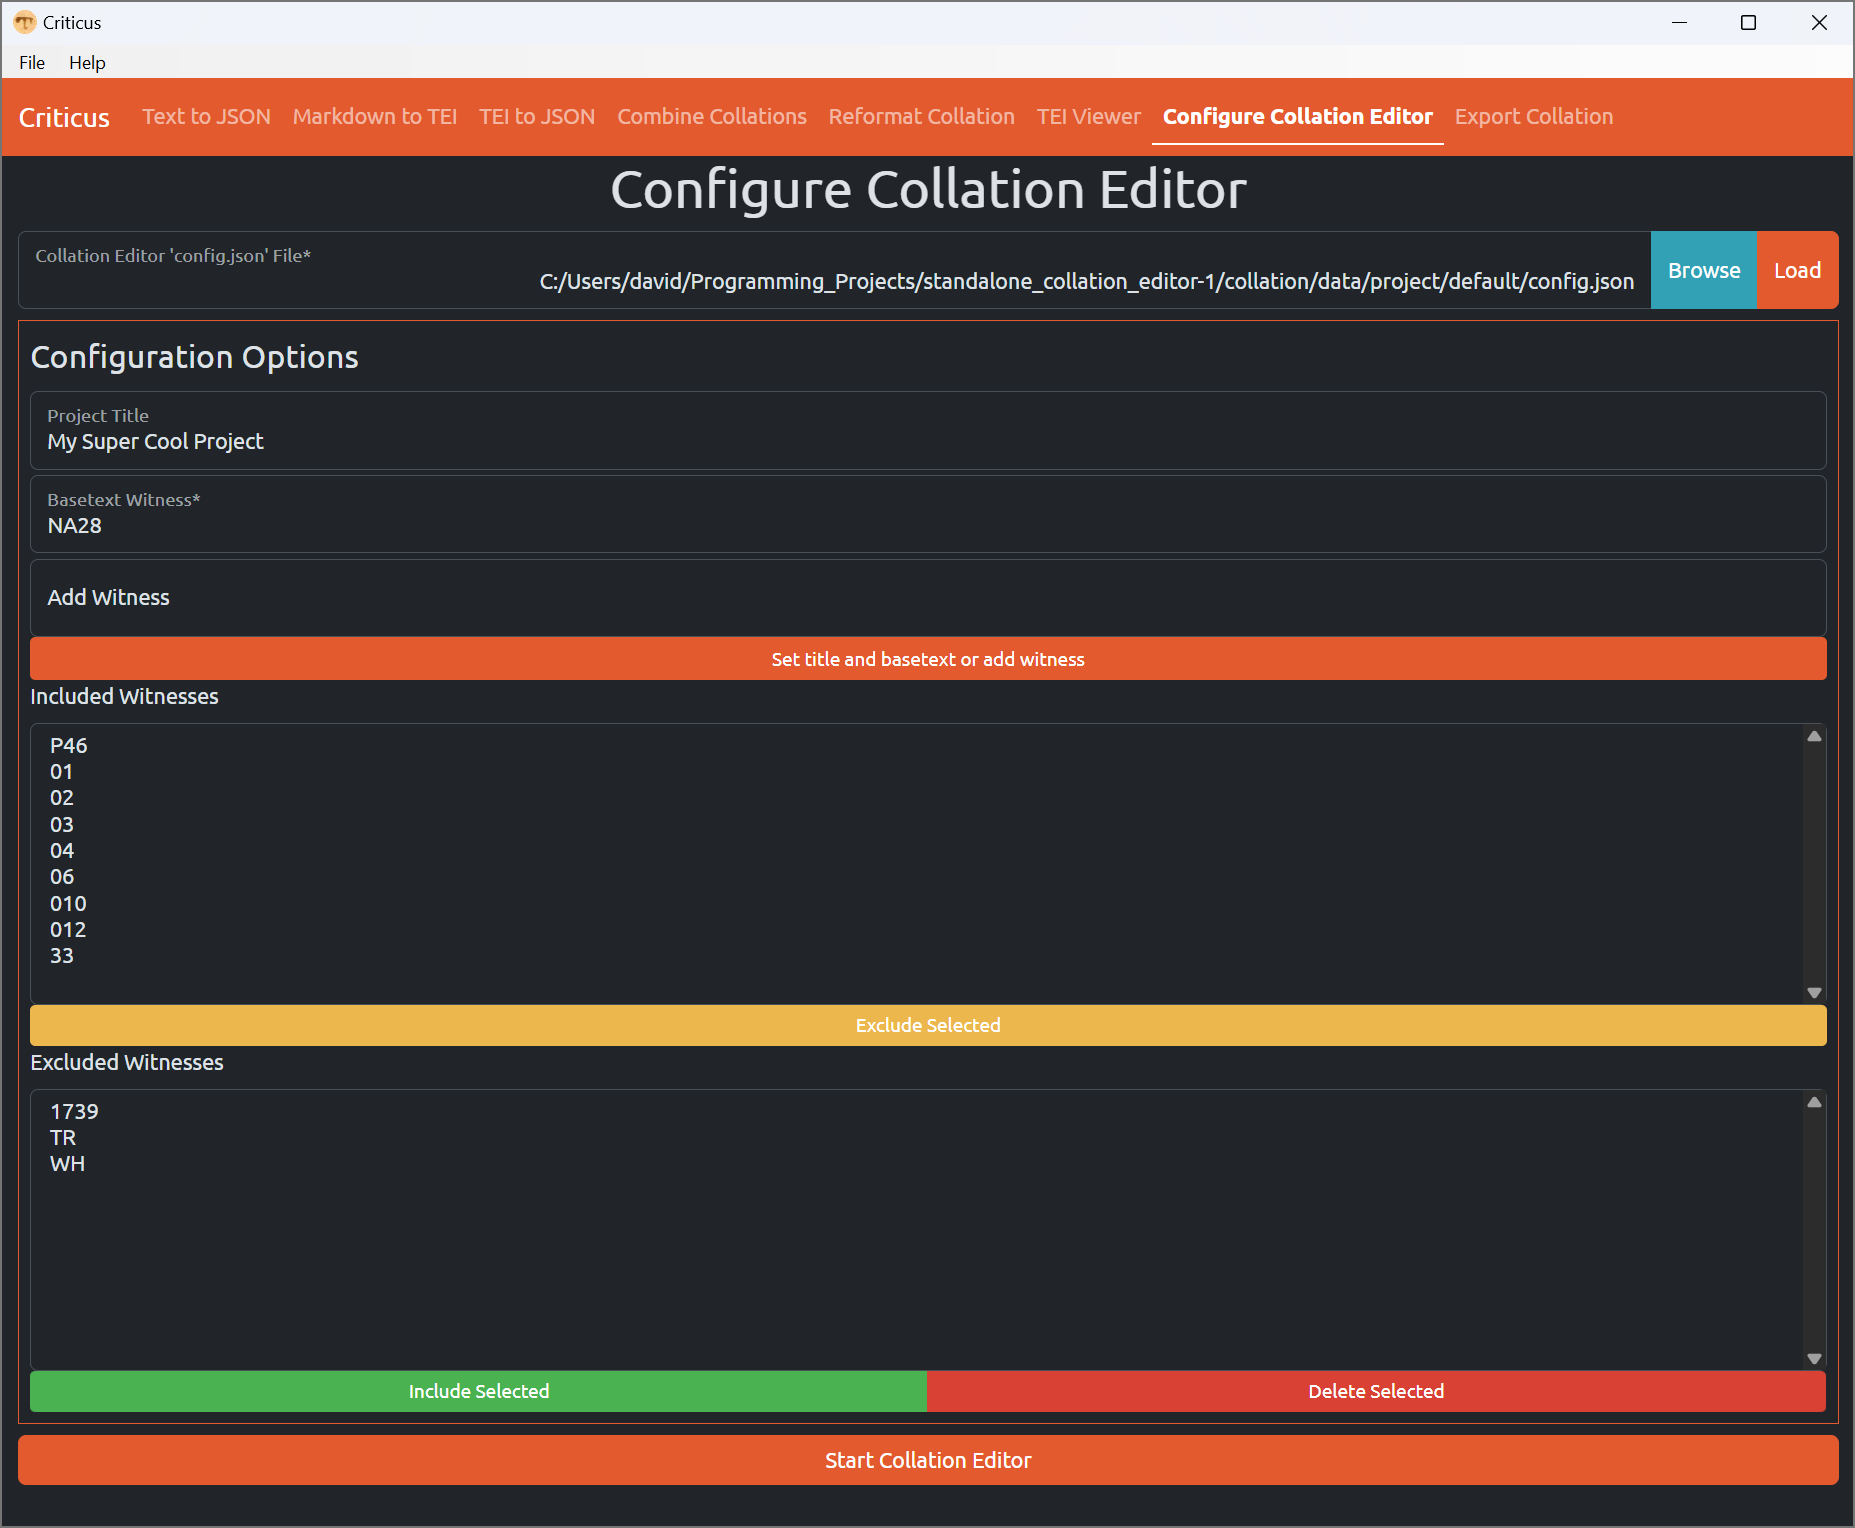 Criticus
File Help
Criticus Text to JSON Markdown to TEI TEI to JSON Combine Collations Reformat Collation TEI Viewer Configure Collation Editor Export Collation
Configure Collation Editor
Collation Editor 'config.json' File*
C:/Users/david/Programming_Projects/standalone_collation_editor-1/collation/data/project/default/config.json
Browse Load
Configuration Options
Project Title
My Super Cool Project
Basetext Witness*
NA28
Add Witness
Set title and basetext or add witness
Included Witnesses
P46
01
02
03
04
06
010
012
33
Exclude Selected
Excluded Witnesses
1739
TR
WH
Include Selected Delete Selected
Start Collation Editor